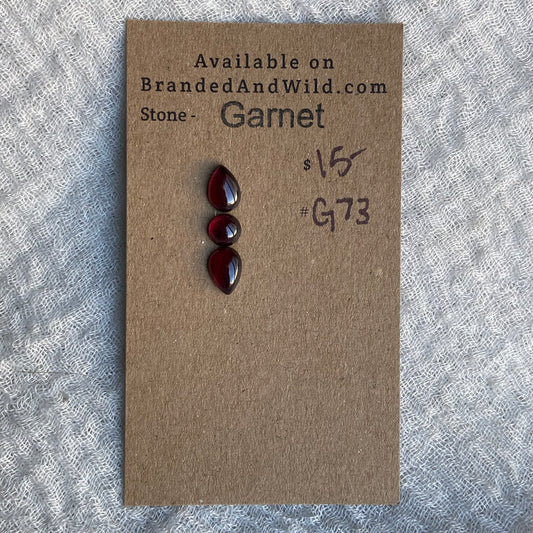 Available on
BrandedAndWild.com
Stone - Garnet
$15-
#G73